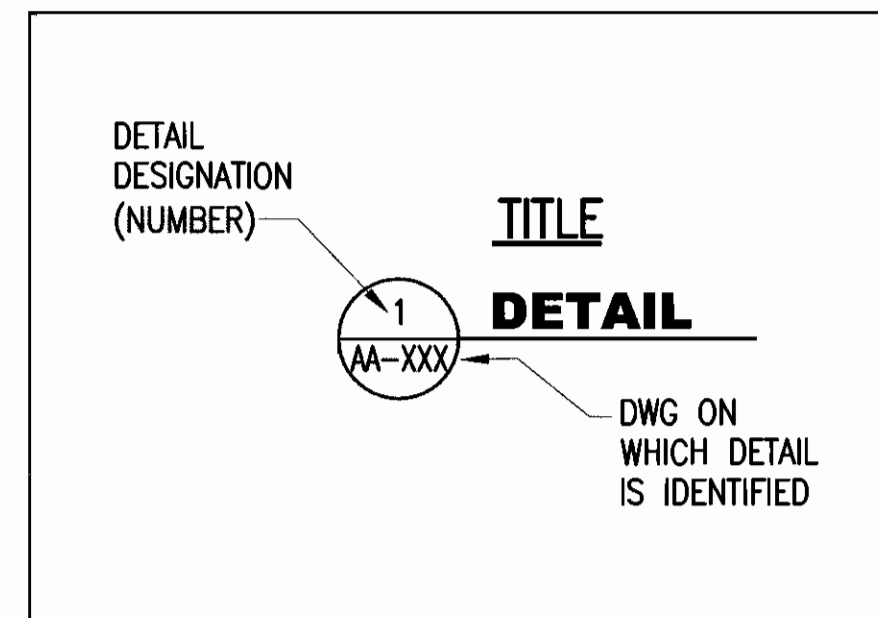 DETAIL
DESIGNATION
(NUMBER)
TITLE
1
DETAIL
AA-XXX
DWG ON
WHICH DETAIL
IS IDENTIFIED